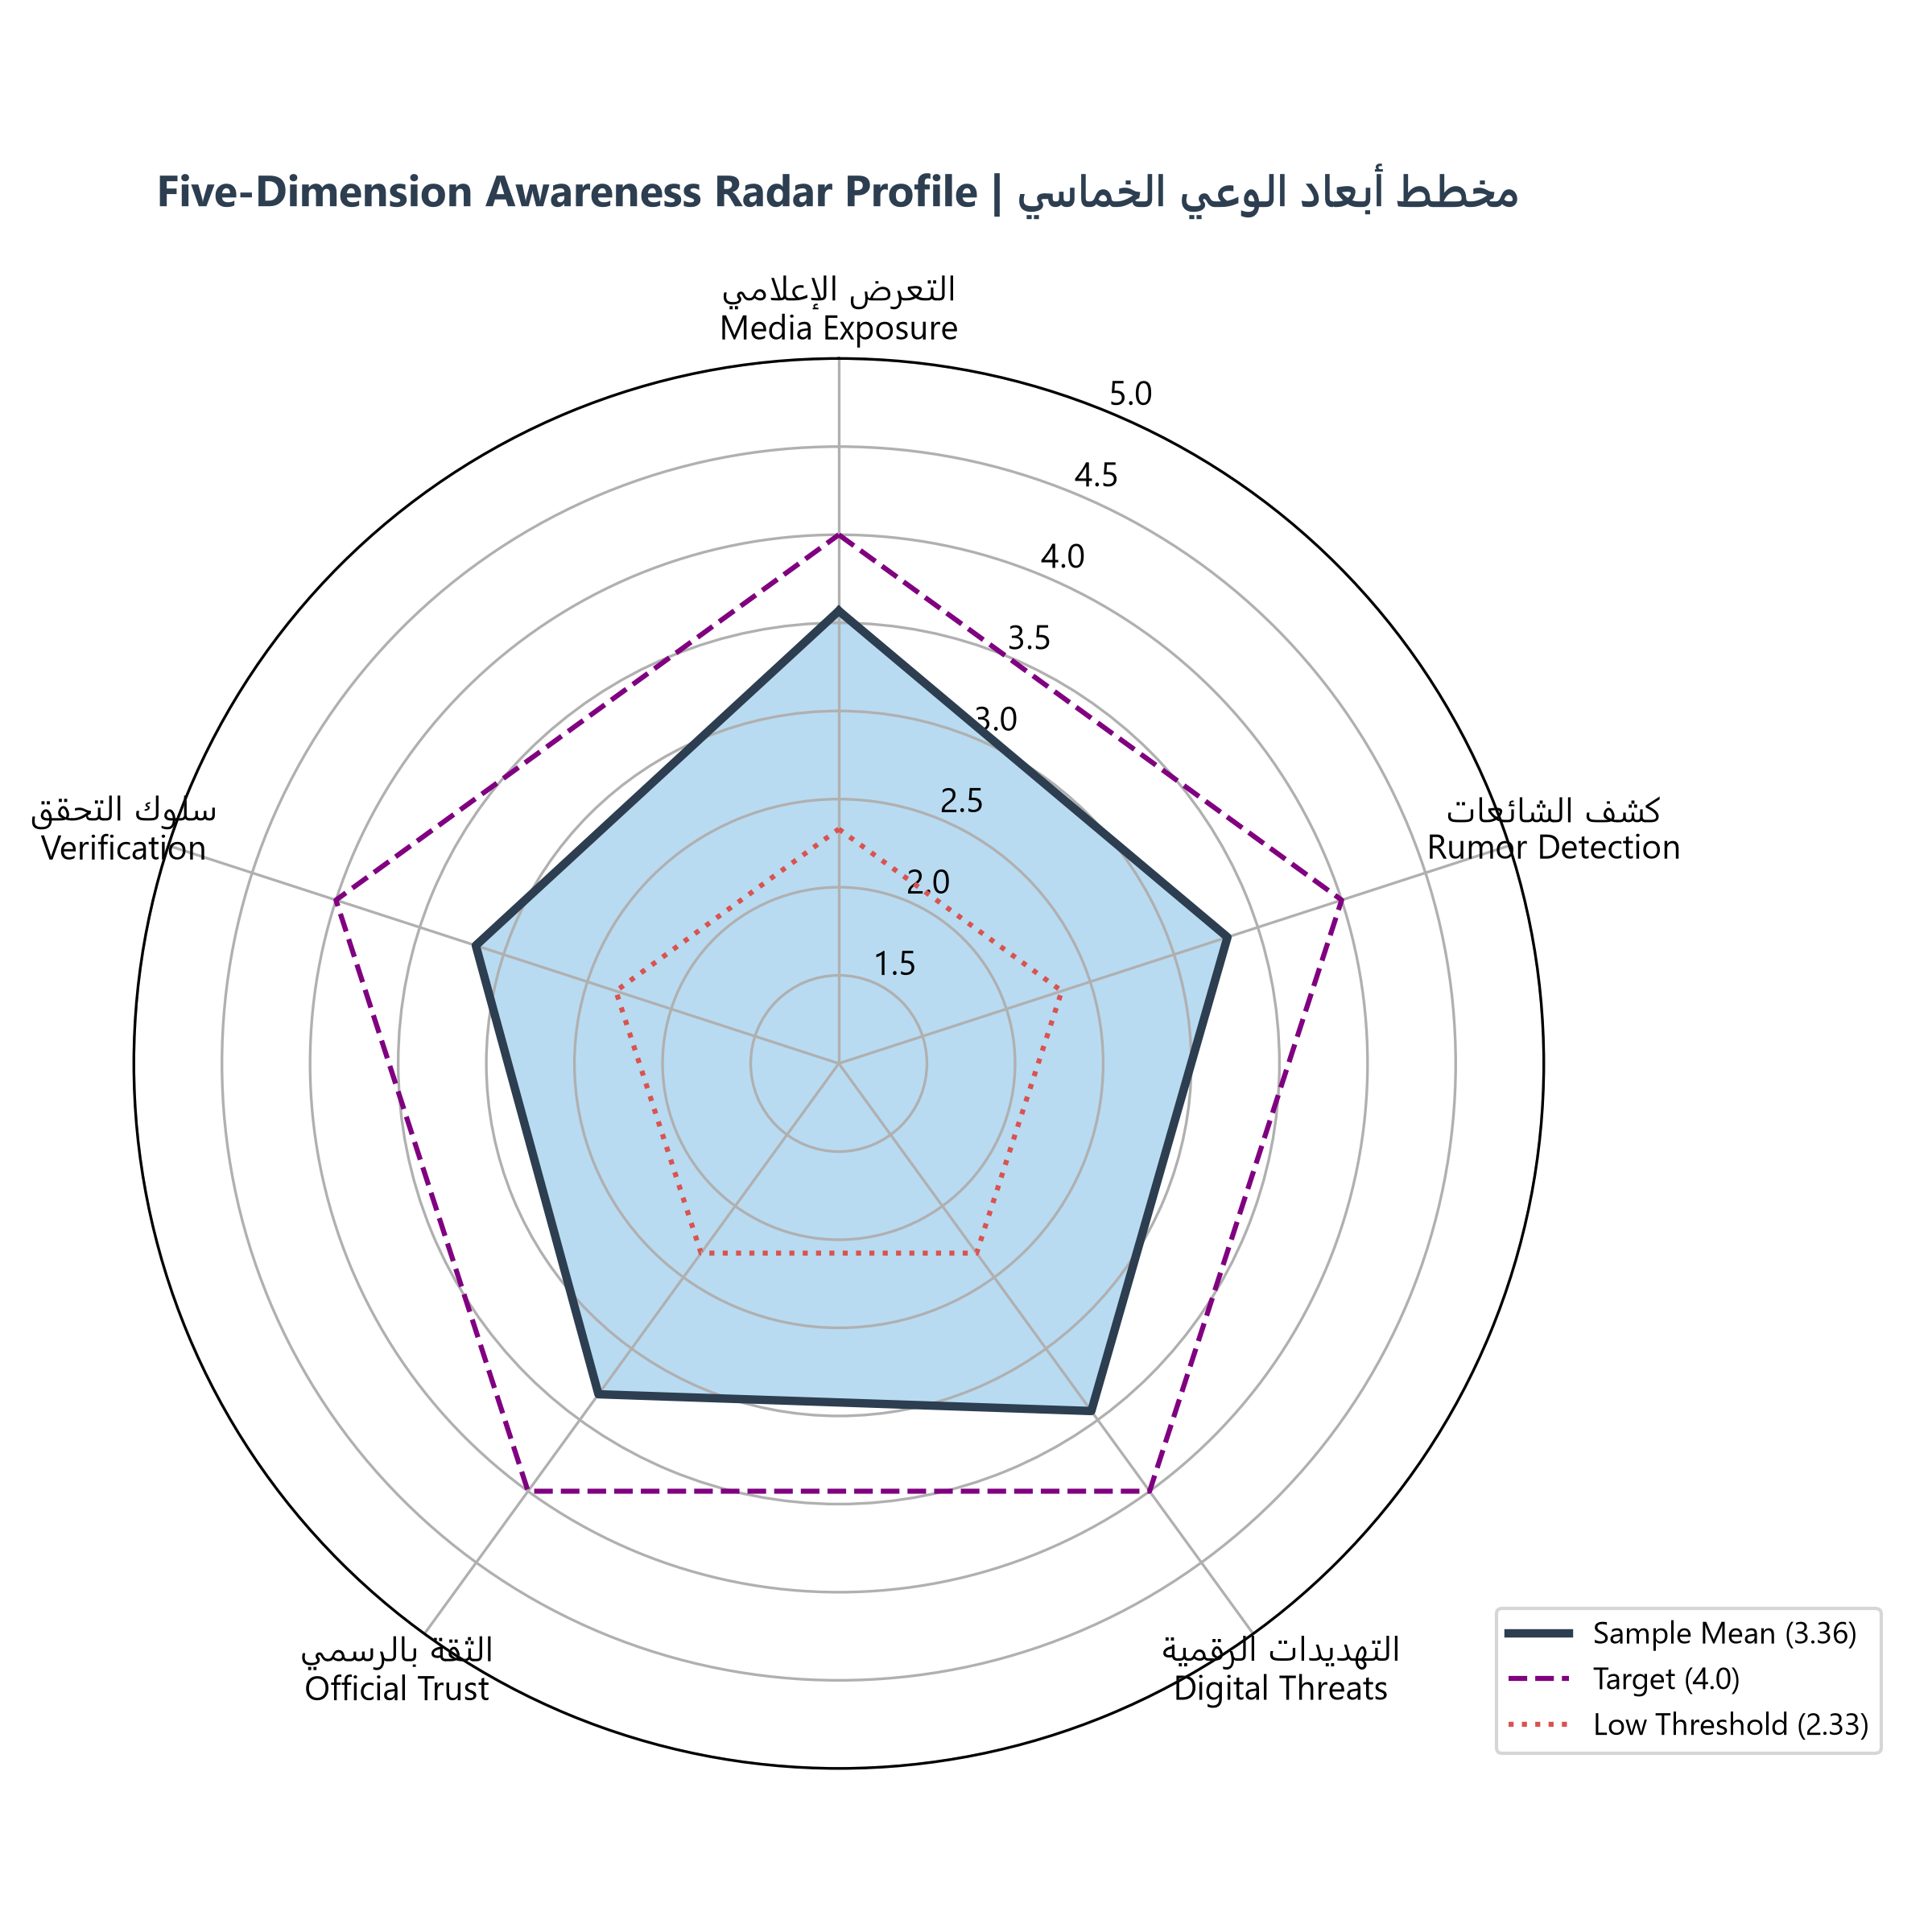 Five-Dimension Awareness Radar Profile | مخطط أبعاد الوعي الخماسي
التعرض الإعلامي
Media Exposure
5.0
4.5
4.0
3.5
3.0
2.5
2.0
1.5
سلوك التحقق
Verification
كشف الشائعات
Rumor Detection
الثقة بالرسمي
Official Trust
التهديدات الرقمية
Digital Threats
Sample Mean (3.36)
Target (4.0)
Low Threshold (2.33)